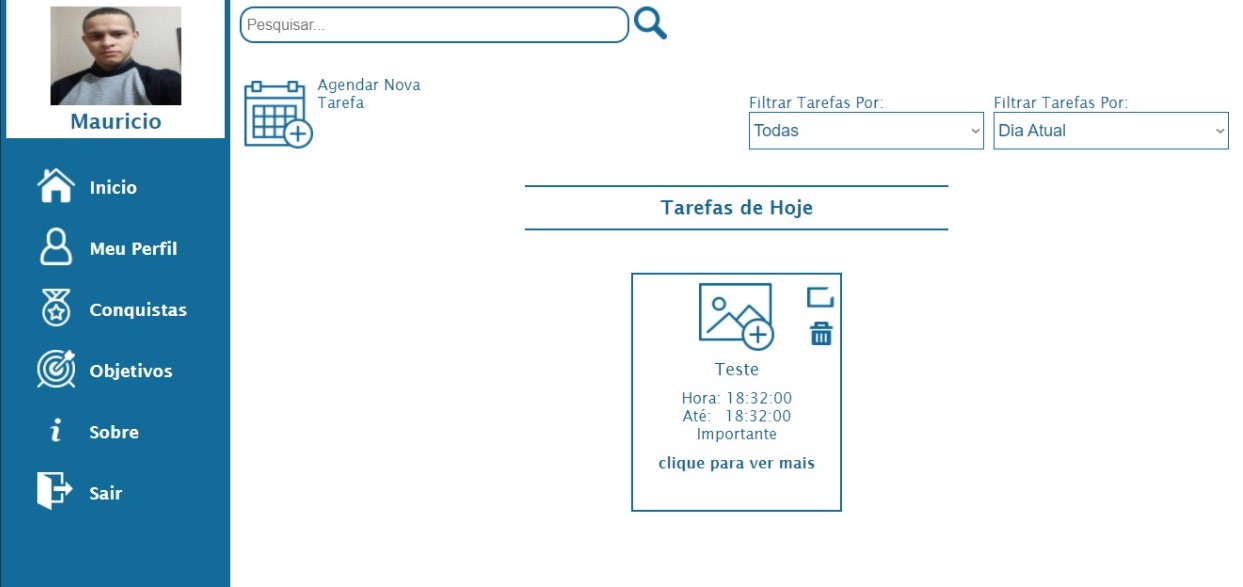 Mauricio
Inicio
Meu Perfil
Conquistas
Objetivos
Sobre
Sair
Pesquisar...
Agendar Nova
Tarefa
Filtrar Tarefas Por:
Todas
Filtrar Tarefas Por:
Dia Atual
Tarefas de Hoje
Teste
Hora: 18:32:00
Até: 18:32:00
Importante
clique para ver mais